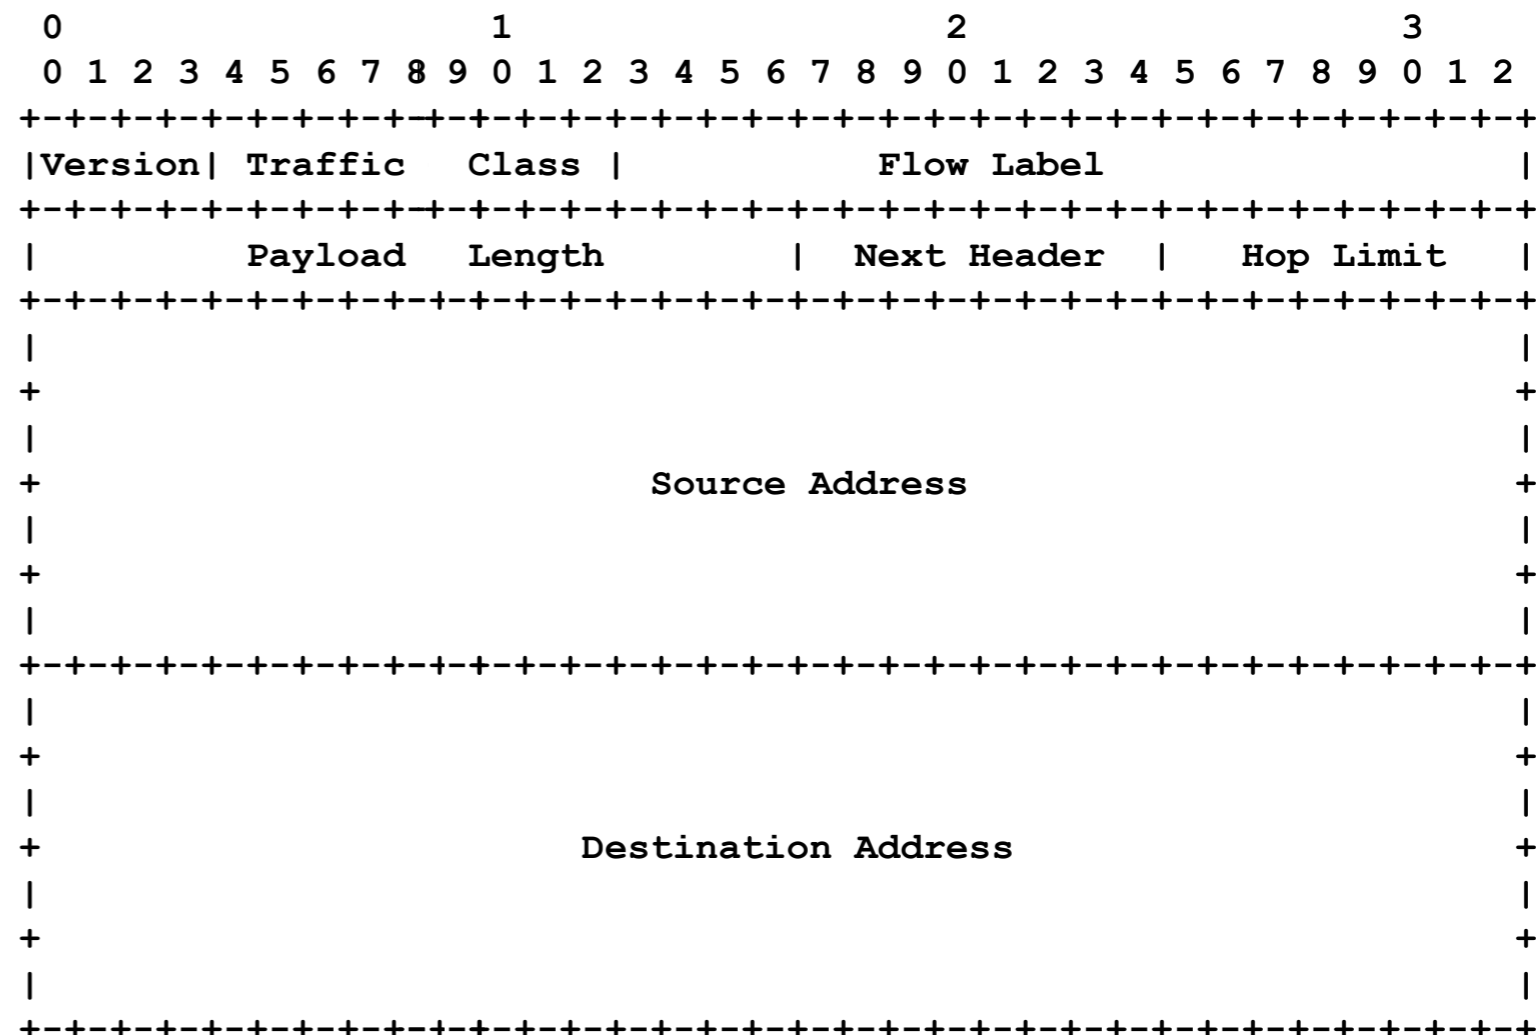 0 1 2 3
0 1 2 3 4 5 6 7 8 9 0 1 2 3 4 5 6 7 8 9 0 1 2 3 4 5 6 7 8 9 0 1 2
+-+-+-+-+-+-+-+-+-+-+-+-+-+-+-+-+-+-+-+-+-+-+-+-+-+-+-+-+-+-+-+-+-+
|Version| Traffic Class | Flow Label |
+-+-+-+-+-+-+-+-+-+-+-+-+-+-+-+-+-+-+-+-+-+-+-+-+-+-+-+-+-+-+-+-+-+
| Payload Length | Next Header | Hop Limit |
+-+-+-+-+-+-+-+-+-+-+-+-+-+-+-+-+-+-+-+-+-+-+-+-+-+-+-+-+-+-+-+-+-+
| |
+ +
| |
+ Source Address +
| |
+ +
| |
+-+-+-+-+-+-+-+-+-+-+-+-+-+-+-+-+-+-+-+-+-+-+-+-+-+-+-+-+-+-+-+-+-+
| |
+ +
| |
+ Destination Address +
| |
+ +
| |
+-+-+-+-+-+-+-+-+-+-+-+-+-+-+-+-+-+-+-+-+-+-+-+-+-+-+-+-+-+-+-+-+-+